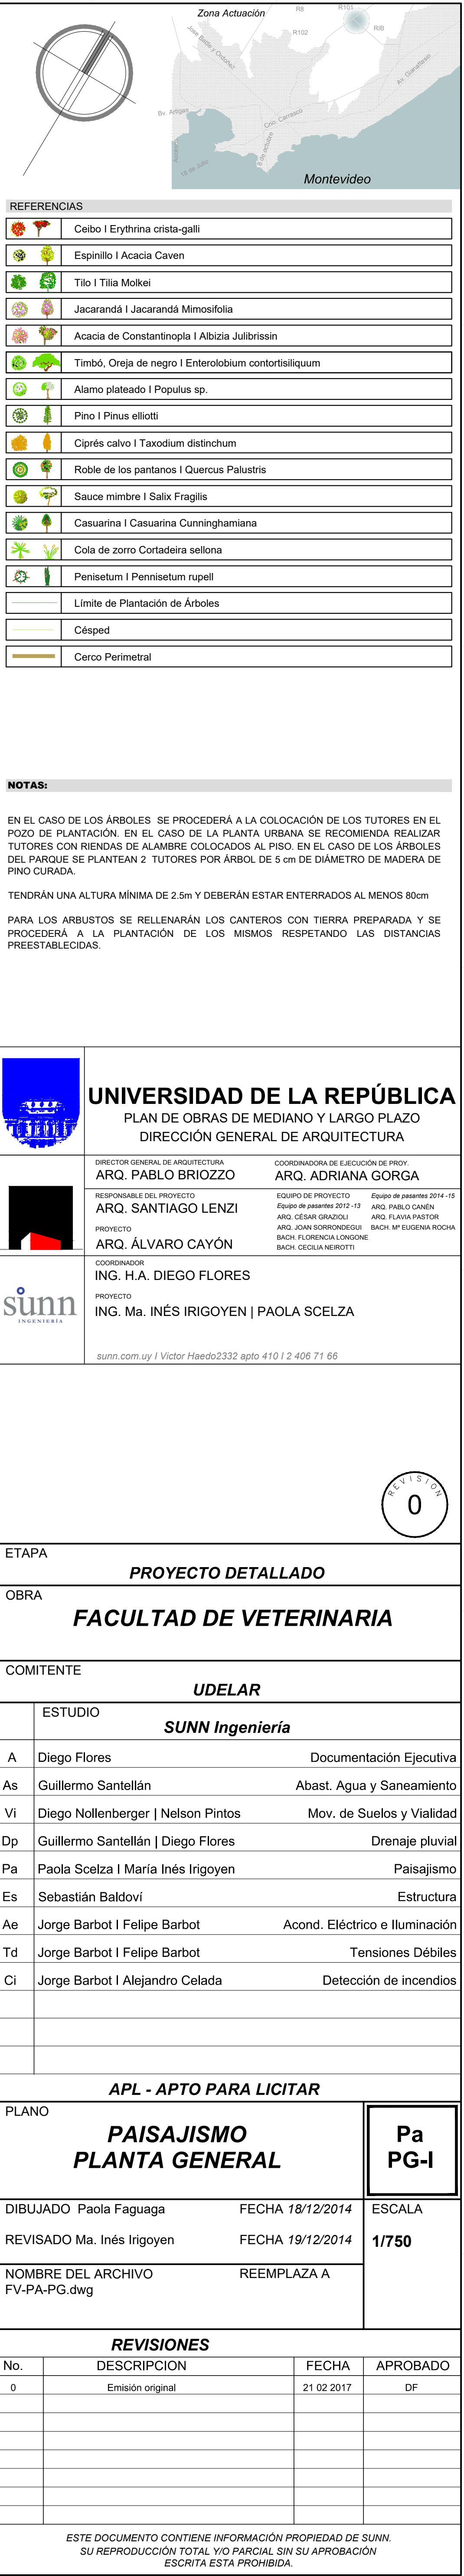 Zona Actuación
R8
R101
R102
RIB
Jose Batlle y Ordoñez
Av. Giannattasio
Bv. Artigas
Cno. Carrasco
8 de octubre
18 de Julio
Montevideo
REFERENCIAS
Ceibo I Erythrina crista-galli
Espinillo I Acacia Caven
Tilo I Tilia Molkei
Jacarandá I Jacarandá Mimosifolia
Acacia de Constantinopla I Albizia Julibrissin
Timbó, Oreja de negro I Enterolobium contortisiliquum
Alamo plateado I Populus sp.
Pino I Pinus elliotti
Ciprés calvo I Taxodium distinchum
Roble de los pantanos I Quercus Palustris
Sauce mimbre I Salix Fragilis
Casuarina I Casuarina Cunninghamiana
Cola de zorro Cortadeira sellona
Penisetum I Pennisetum rupell
Límite de Plantación de Árboles
Césped
Cerco Perimetral
NOTAS:
EN EL CASO DE LOS ÁRBOLES SE PROCEDERÁ A LA COLOCACIÓN DE LOS TUTORES EN EL
POZO DE PLANTACIÓN. EN EL CASO DE LA PLANTA URBANA SE RECOMIENDA REALIZAR
TUTORES CON RIENDAS DE ALAMBRE COLOCADOS AL PISO. EN EL CASO DE LOS ÁRBOLES
DEL PARQUE SE PLANTEAN 2 TUTORES POR ÁRBOL DE 5 cm DE DIÁMETRO DE MADERA DE
PINO CURADA.
TENDRÁN UNA ALTURA MÍNIMA DE 2.5m Y DEBERÁN ESTAR ENTERRADOS AL MENOS 80cm
PARA LOS ARBUSTOS SE RELLENARÁN LOS CANTEROS CON TIERRA PREPARADA Y SE
PROCEDERÁ A LA PLANTACIÓN DE LOS MISMOS RESPETANDO LAS DISTANCIAS
PREESTABLECIDAS.
UNIVERSIDAD DE LA REPÚBLICA
PLAN DE OBRAS DE MEDIANO Y LARGO PLAZO
DIRECCIÓN GENERAL DE ARQUITECTURA
DIRECTOR GENERAL DE ARQUITECTURA
ARQ. PABLO BRIOZZO
COORDINADORA DE EJECUCIÓN DE PROY.
ARQ. ADRIANA GORGA
RESPONSABLE DEL PROYECTO
ARQ. SANTIAGO LENZI
PROYECTO
ARQ. ÁLVARO CAYÓN
EQUIPO DE PROYECTO
Equipo de pasantes 2012 -13
ARQ. CÉSAR GRAZIOLI
ARQ. JOAN SORRONDEGUI
BACH. FLORENCIA LONGONE
BACH. CECILIA NEIROTTI
Equipo de pasantes 2014 -15
ARQ. PABLO CANÉN
ARQ. FLAVIA PASTOR
BACH. Mª EUGENIA ROCHA
sünn
INGENIERÍA
COORDINADOR
ING. H.A. DIEGO FLORES
PROYECTO
ING. Ma. INÉS IRIGOYEN | PAOLA SCELZA
sunn.com.uy I Victor Haedo2332 apto 410 I 2 406 71 66
REVISION
0
ETAPA
PROYECTO DETALLADO
OBRA
FACULTAD DE VETERINARIA
COMITENTE
UDELAR
ESTUDIO
SUNN Ingeniería
A Diego Flores Documentación Ejecutiva
As Guillermo Santellán Abast. Agua y Saneamiento
Vi Diego Nollenberger | Nelson Pintos Mov. de Suelos y Vialidad
Dp Guillermo Santellán | Diego Flores Drenaje pluvial
Pa Paola Scelza I María Inés Irigoyen Paisajismo
Es Sebastián Baldoví Estructura
Ae Jorge Barbot I Felipe Barbot Acond. Eléctrico e Iluminación
Td Jorge Barbot I Felipe Barbot Tensiones Débiles
Ci Jorge Barbot I Alejandro Celada Detección de incendios
APL - APTO PARA LICITAR
PLANO
PAISAJISMO
PLANTA GENERAL
Pa
PG-I
DIBUJADO Paola Faguaga FECHA 18/12/2014
REVISADO Ma. Inés Irigoyen FECHA 19/12/2014
ESCALA
1/750
NOMBRE DEL ARCHIVO
FV-PA-PG.dwg
REEMPLAZA A
REVISIONES
No. DESCRIPCION FECHA APROBADO
0 Emisión original 21 02 2017 DF
ESTE DOCUMENTO CONTIENE INFORMACIÓN PROPIEDAD DE SUNN.
SU REPRODUCCIÓN TOTAL Y/O PARCIAL SIN SU APROBACIÓN
ESCRITA ESTA PROHIBIDA.